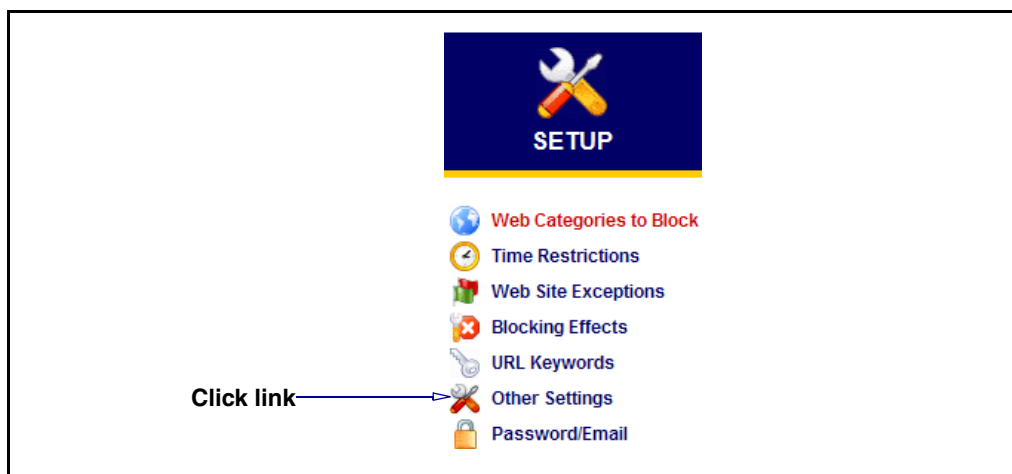 SETUP
Web Categories to Block
Time Restrictions
Web Site Exceptions
Blocking Effects
URL Keywords
Click link
Other Settings
Password/Email